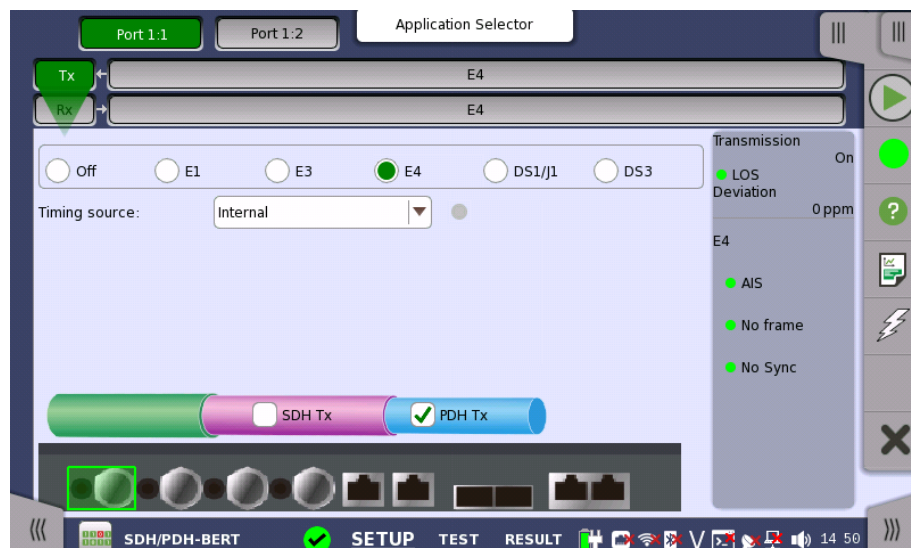 Application Selector
Port 1:1 Port 1:2
Tx E4
Rx E4
Off E1 E3 E4 DS1/J1 DS3
Timing source: Internal
Transmission
On
LOS
Deviation
0 ppm
E4
AIS
No frame
No Sync
SDH Tx PDH Tx
SDH/PDH-BERT SETUP TEST RESULT 14 50